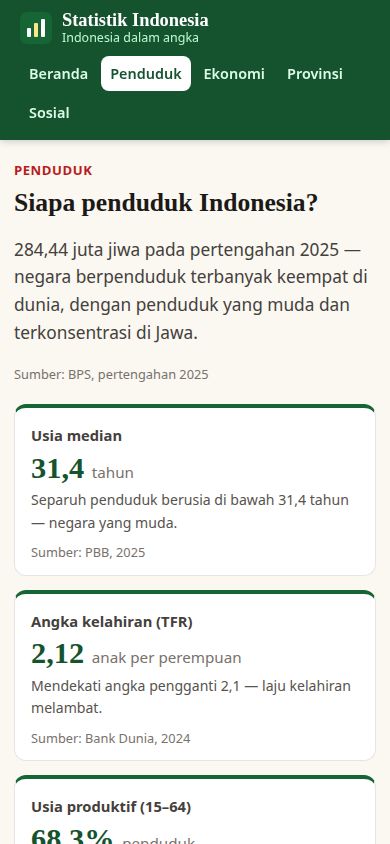 Statistik Indonesia
Indonesia dalam angka
Beranda Penduduk Ekonomi Provinsi
Sosial
PENDUDUK
Siapa penduduk Indonesia?
284,44 juta jiwa pada pertengahan 2025 —
negara berpenduduk terbanyak keempat di
dunia, dengan penduduk yang muda dan
terkonsentrasi di Jawa.
Sumber: BPS, pertengahan 2025
Usia median
31,4 tahun
Separuh penduduk berusia di bawah 31,4 tahun
— negara yang muda.
Sumber: PBB, 2025
Angka kelahiran (TFR)
2,12 anak per perempuan
Mendekati angka pengganti 2,1 — laju kelahiran
melambat.
Sumber: Bank Dunia, 2024
Usia produktif (15–64)
68,3% penduduk